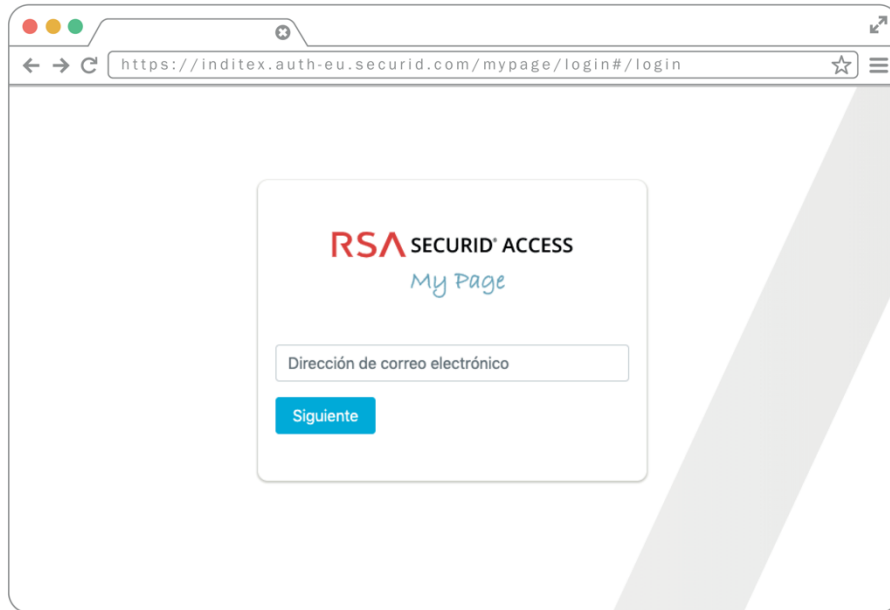 https://inditex.auth-eu.securid.com/mypage/login#/login
RSA SECURID® ACCESS
My Page
Dirección de correo electrónico
Siguiente